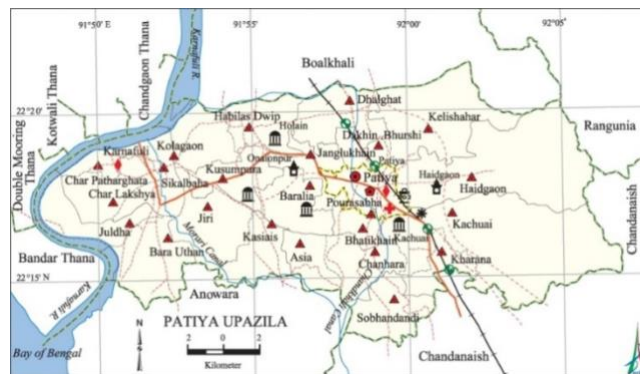 91°50' E
91°55'
92°00'
92°05'
Karnafuli R.
Chandgaon Thana
Kotwali Thana
Double Mooring
Thana
Boalkhali
22°20'
Dhalghat
Habilas Dwip
Holain
Kelishahar
Rangunia
Kolagaon
Karnafuli
Janglukhain
Dakhin Bhurshi
Patiya
Char Patharghata
Sikalbaha
Kusumpura
Patiya
Haidgaon
Haidgaon
Char Lakshya
Baralia
Pourasabha
Chandanaish
Juldha
Jiri
Kasiais
Kachuai
Kachuai
Bara Uthan
Asia
Bhatikhain
Kharana
Bandar Thana
Chanhara
22°15' N
Anowara
Karnafuli R.
PATIYA UPAZILA
Sobhandandi
Bay of Bengal
N
2 0 2
Kilometer
Chandanaish